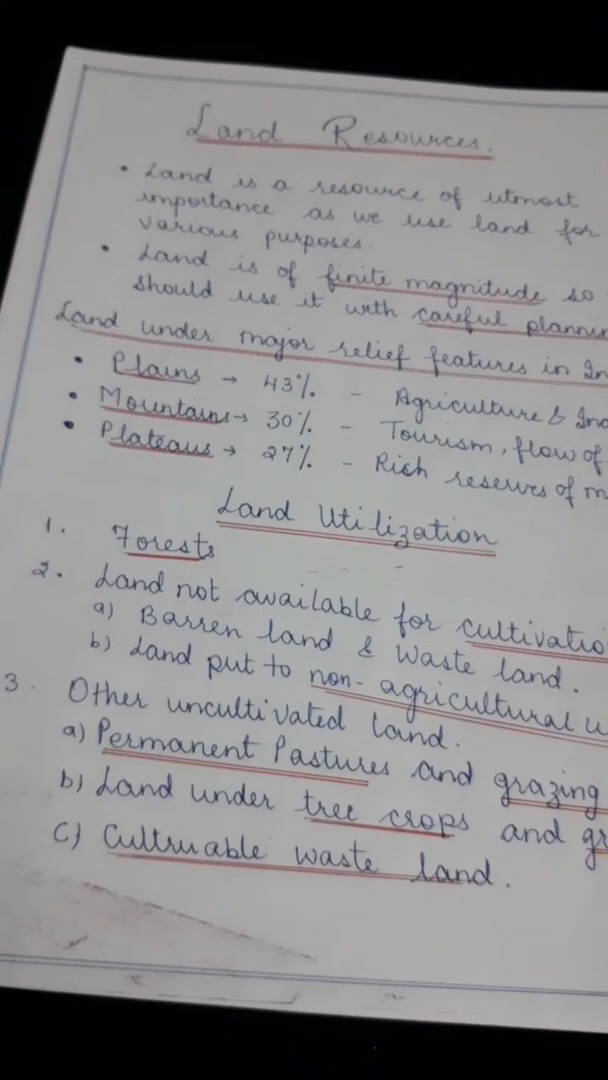 Land Resources.
• Land is a resource of utmost
importance as we use land for
various purposes.
• Land is of finite magnitude so
should use it with careful plannin
Land under major relief features in In
• Plains → 43% - Agriculture & Ind
• Mountains → 30% - Tourism, flow of
• Plateaus → 27% - Rich reserves of m
Land Utilization
1. Forests
2. Land not available for cultivatio
a) Barren land & Waste land.
b) Land put to non-agricultural u
3. Other uncultivated land.
a) Permanent Pastures and grazing
b) Land under tree crops and gr
c) Cultruable waste land.